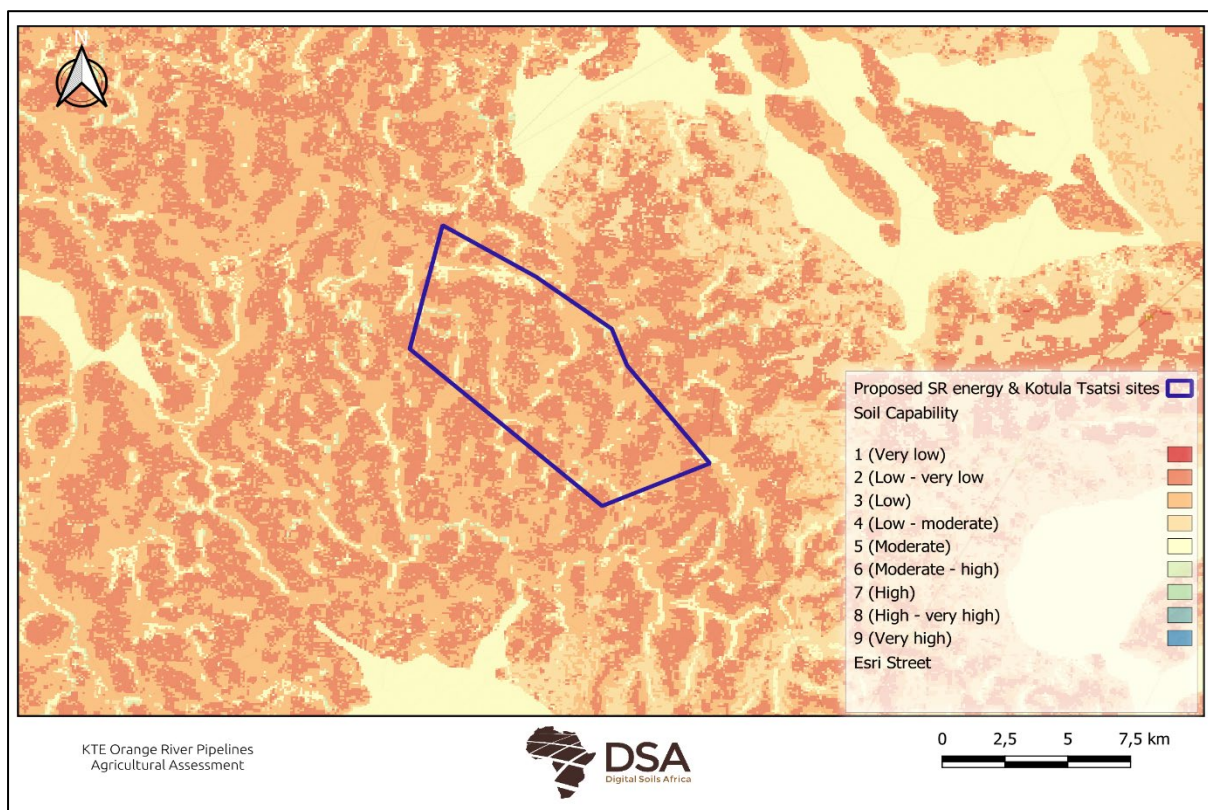 N
Proposed SR energy & Kotula Tsatsi sites
Soil Capability
1 (Very low)
2 (Low - very low
3 (Low)
4 (Low - moderate)
5 (Moderate)
6 (Moderate - high)
7 (High)
8 (High - very high)
9 (Very high)
Esri Street
KTE Orange River Pipelines
Agricultural Assessment
DSA
Digital Soils Africa
0 2,5 5 7,5 km